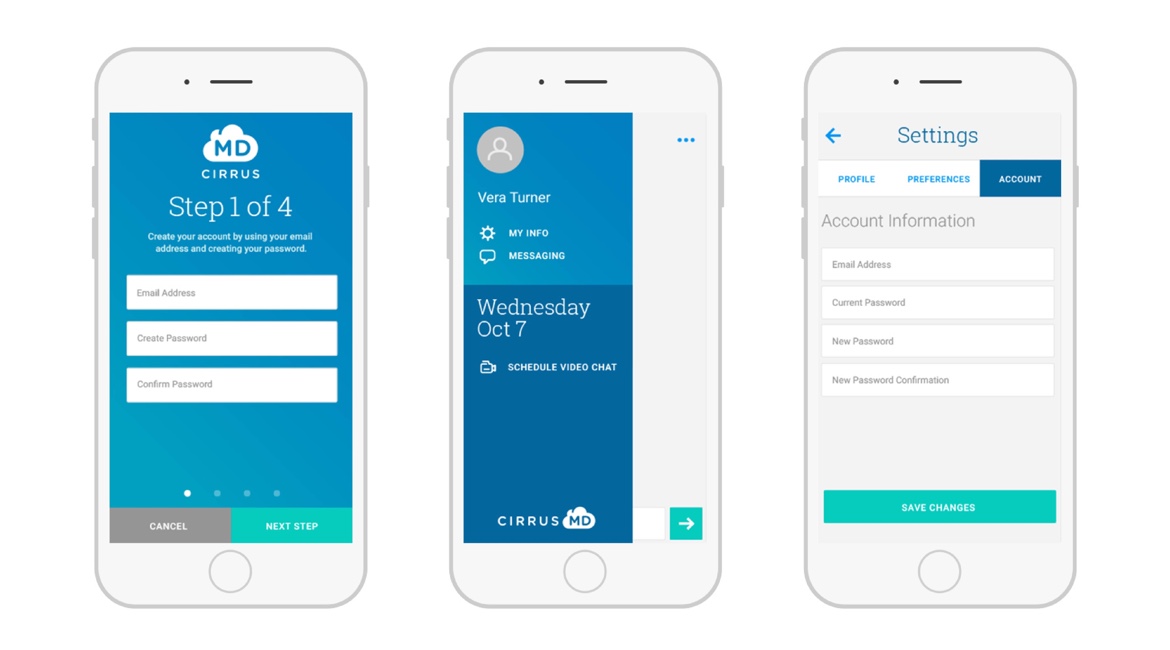 MD
CIRRUS
Step 1 of 4
Create your account by using your email
address and creating your password.
Email Address
Create Password
Confirm Password
CANCEL
NEXT STEP
Vera Turner
MY INFO
MESSAGING
Wednesday
Oct 7
SCHEDULE VIDEO CHAT
CIRRUS MD
Settings
PROFILE
PREFERENCES
ACCOUNT
Account Information
Email Address
Current Password
New Password
New Password Confirmation
SAVE CHANGES